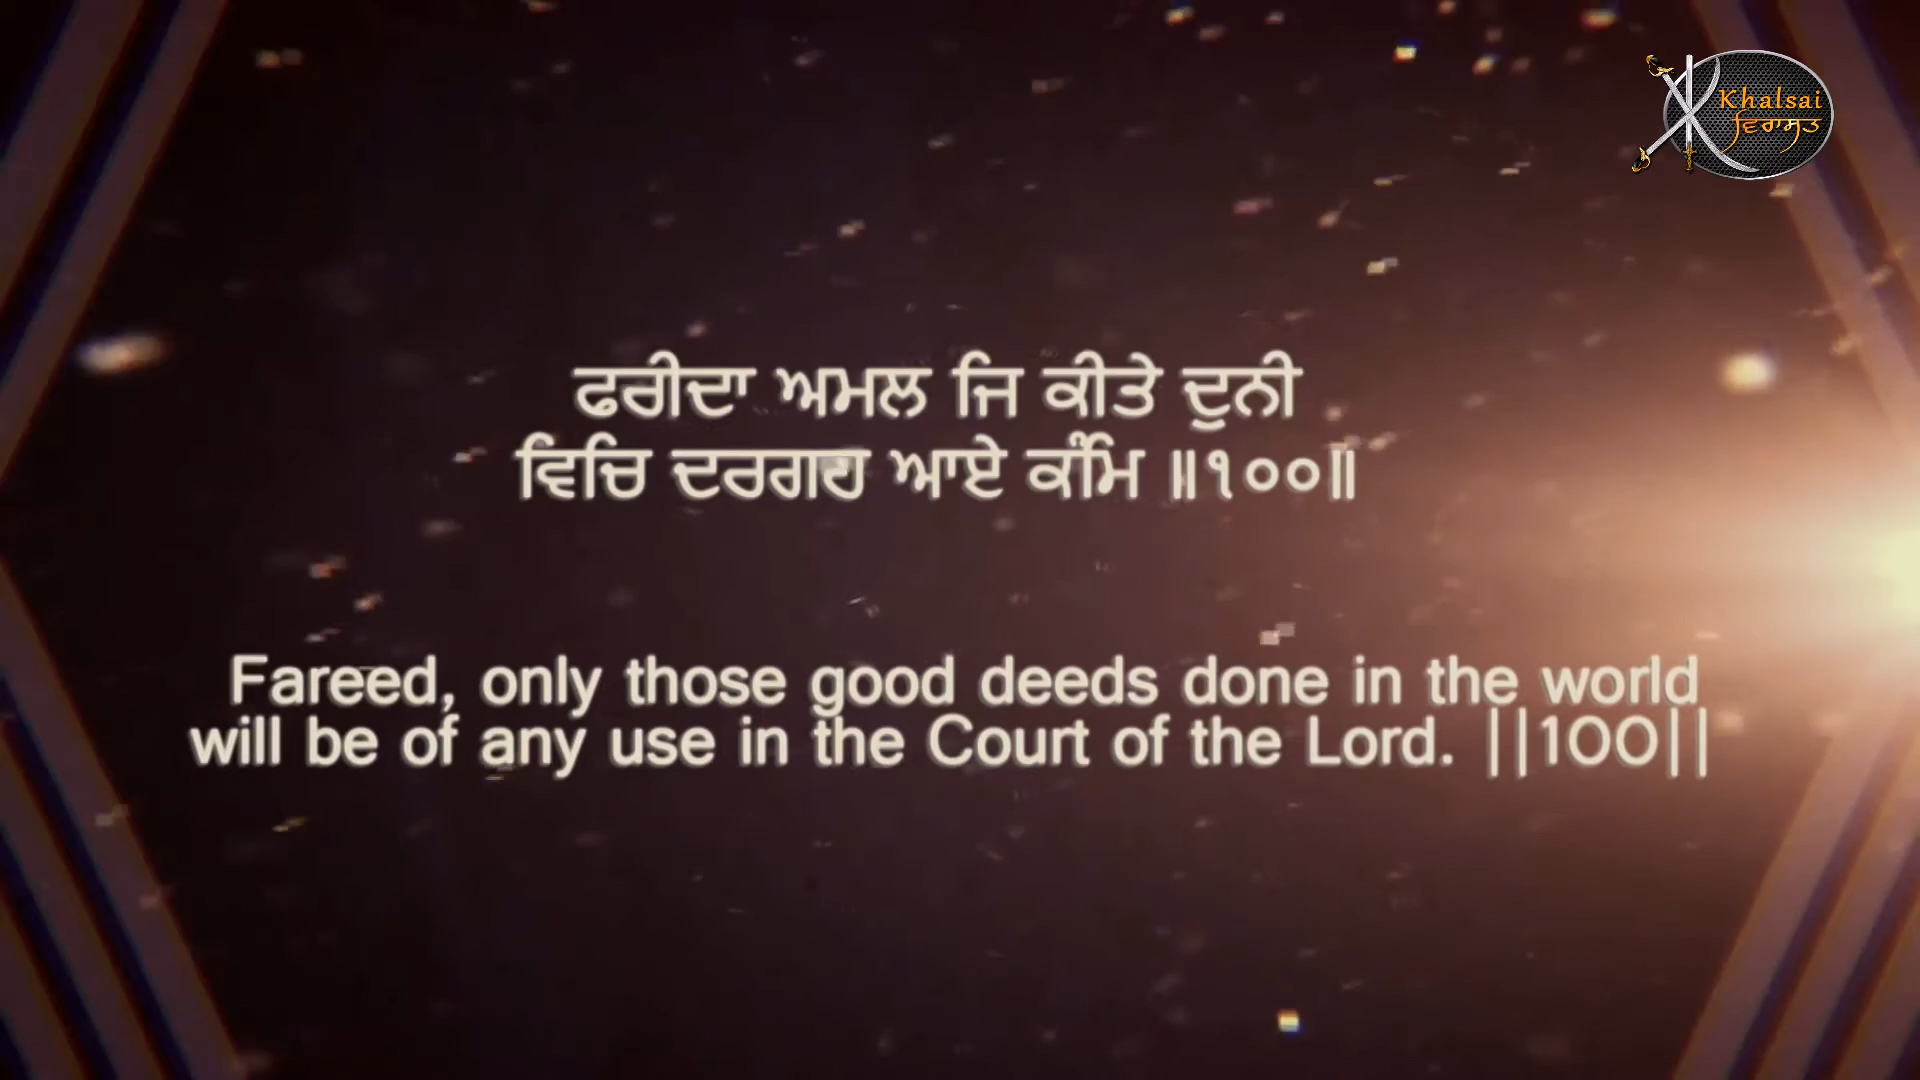 Khalsai
ਵਿਰਾਸਤ
ਫਰੀਦਾ ਅਮਲ ਜਿ ਕੀਤੇ ਦੁਨੀ
ਵਿਚਿ ਦਰਗਹ ਆਏ ਕੰਮਿ ॥੧੦੦॥
Fareed, only those good deeds done in the world
will be of any use in the Court of the Lord. ||100||